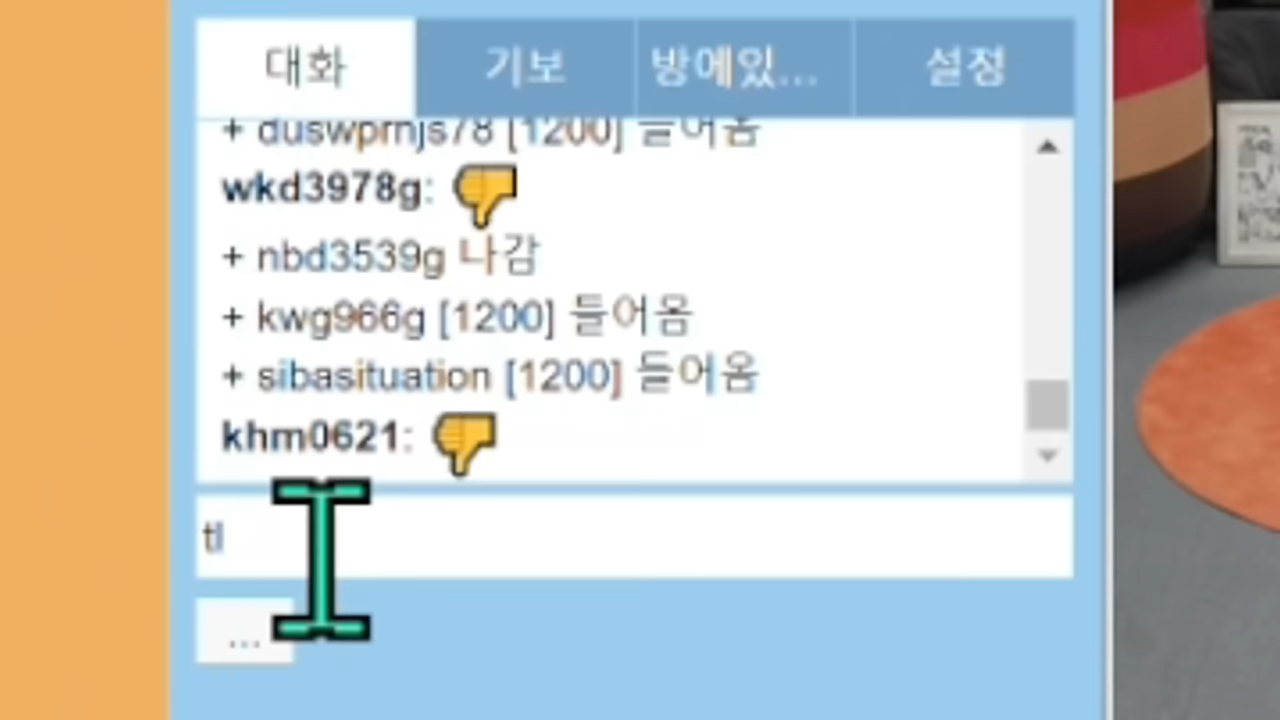 대화 기보 방에있... 설정
+ duswprnjs78 [1200] 들어옴
wkd3978g: 👎
+ nbd3539g 나감
+ kwg966g [1200] 들어옴
+ sibasituation [1200] 들어옴
khm0621: 👎
tl
...